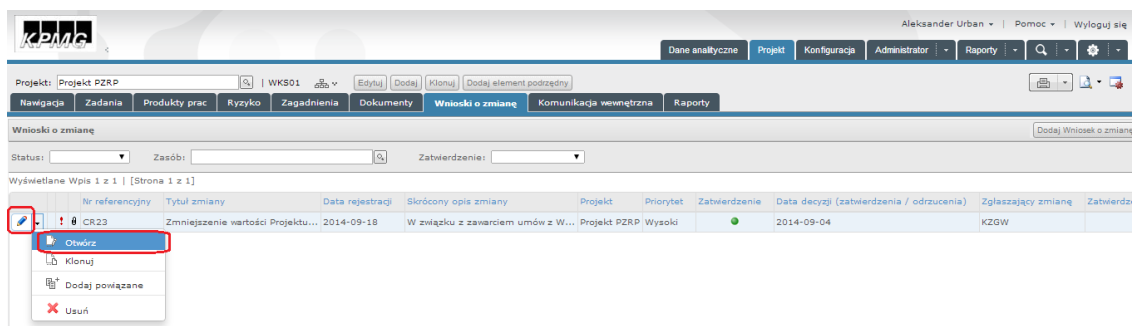 Aleksander Urban | Pomoc | Wyloguj się
KPMG
Dane analityczne Projekt Konfiguracja Administrator Raporty
Projekt: Projekt PZRP | WKS01 Edytuj Dodaj Klonuj Dodaj element podrzędny
Nawigacja Zadania Produkty prac Ryzyko Zagadnienia Dokumenty Wnioski o zmianę Komunikacja wewnętrzna Raporty
Wnioski o zmianę Dodaj Wniosek o zmianę
Status: Zasób: Zatwierdzenie:
Wyświetlane Wpis 1 z 1 | [Strona 1 z 1]
Nr referencyjny Tytuł zmiany Data rejestracji Skrócony opis zmiany Projekt Priorytet Zatwierdzenie Data decyzji (zatwierdzenia / odrzucenia) Zgłaszający zmianę Zatwierdz
CR23 Zmniejszenie wartości Projektu... 2014-09-18 W związku z zawarciem umów z W... Projekt PZRP Wysoki 2014-09-04 KZGW
Otwórz
Klonuj
Dodaj powiązane
Usuń